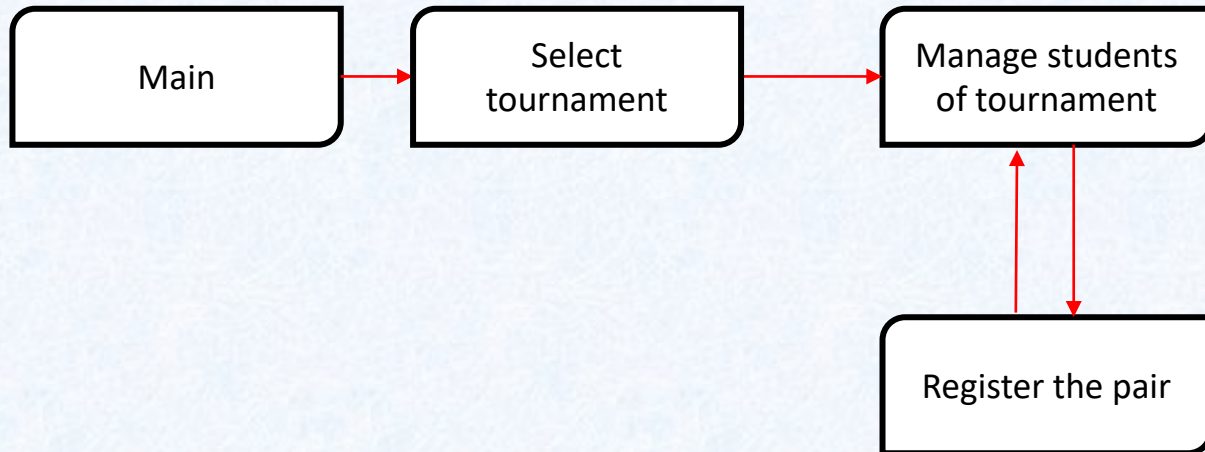 Main
Select
tournament
Manage students
of tournament
Register the pair